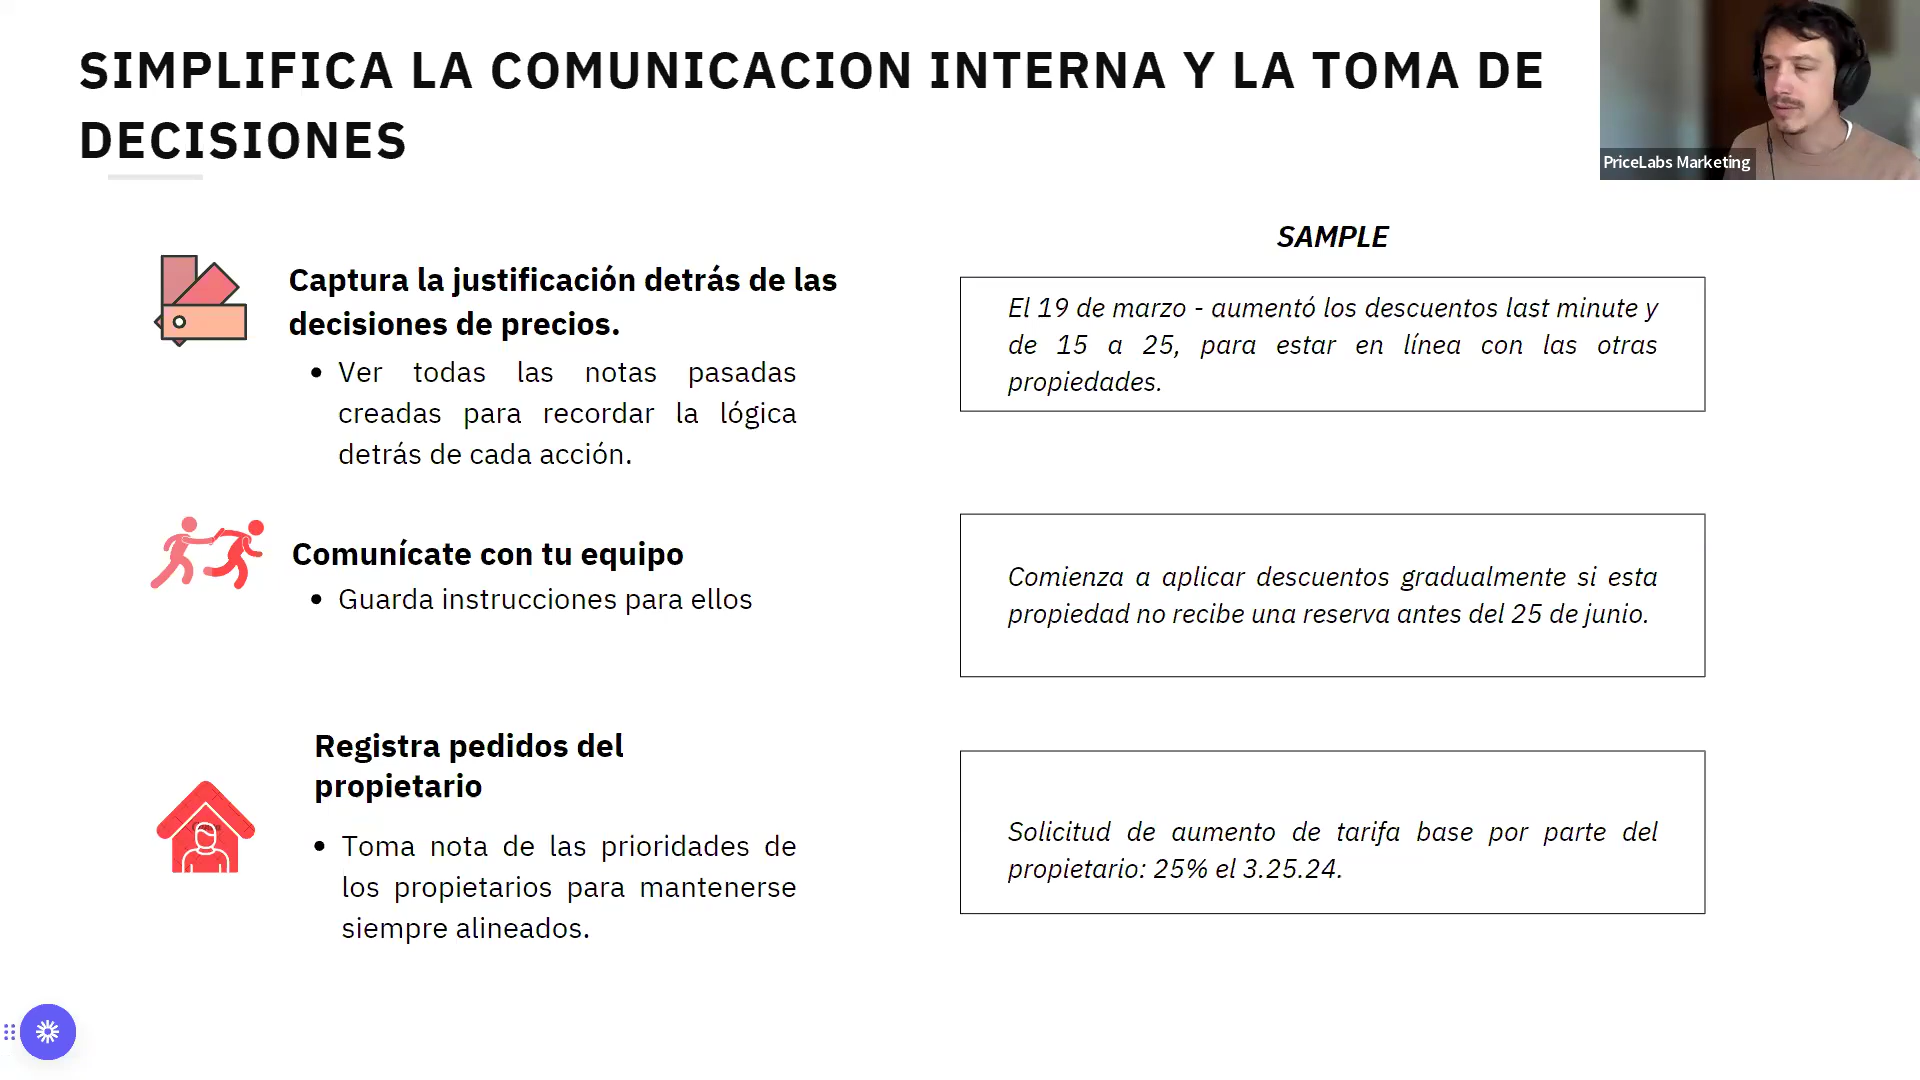 SIMPLIFICA LA COMUNICACION INTERNA Y LA TOMA DE
DECISIONES
PriceLabs Marketing
SAMPLE
Captura la justificación detrás de las
decisiones de precios.
• Ver todas las notas pasadas
creadas para recordar la lógica
detrás de cada acción.
El 19 de marzo - aumentó los descuentos last minute y
de 15 a 25, para estar en línea con las otras
propiedades.
Comunícate con tu equipo
• Guarda instrucciones para ellos
Comienza a aplicar descuentos gradualmente si esta
propiedad no recibe una reserva antes del 25 de junio.
Registra pedidos del
propietario
• Toma nota de las prioridades de
los propietarios para mantenerse
siempre alineados.
Solicitud de aumento de tarifa base por parte del
propietario: 25% el 3.25.24.